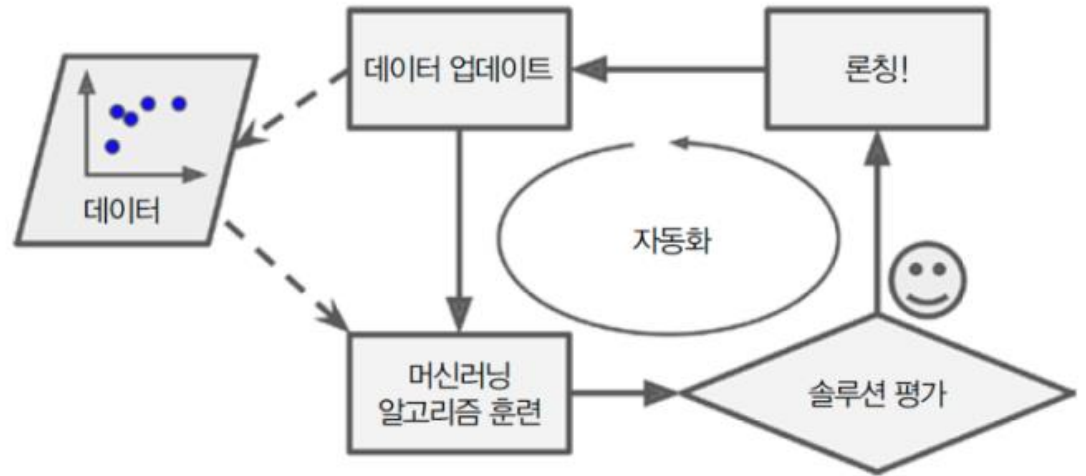 데이터 업데이트
론칭!
데이터
자동화
머신러닝
알고리즘 훈련
솔루션 평가